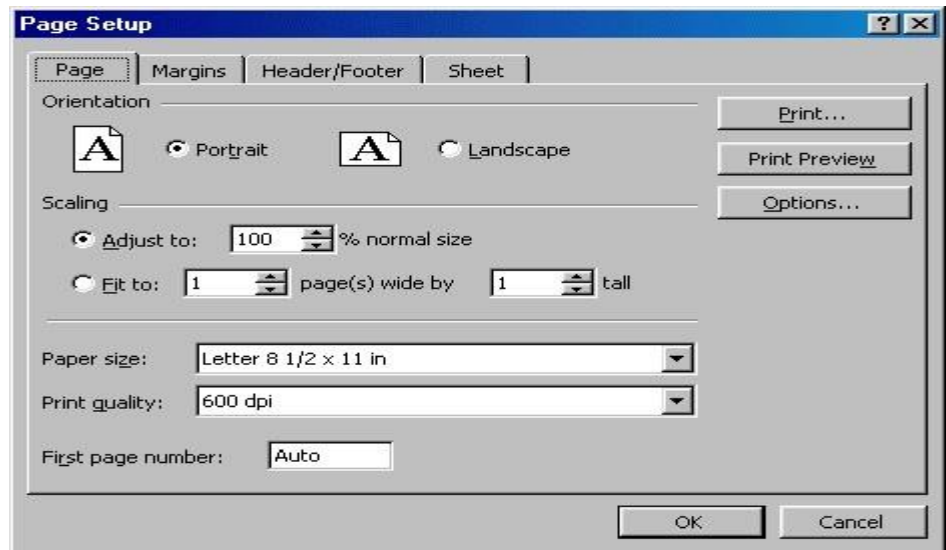 Page Setup
Page Margins Header/Footer Sheet
Orientation
A Portrait A Landscape
Print...
Print Preview
Options...
Scaling
Adjust to: 100 % normal size
Fit to: 1 page(s) wide by 1 tall
Paper size: Letter 8 1/2 x 11 in
Print quality: 600 dpi
First page number: Auto
OK Cancel